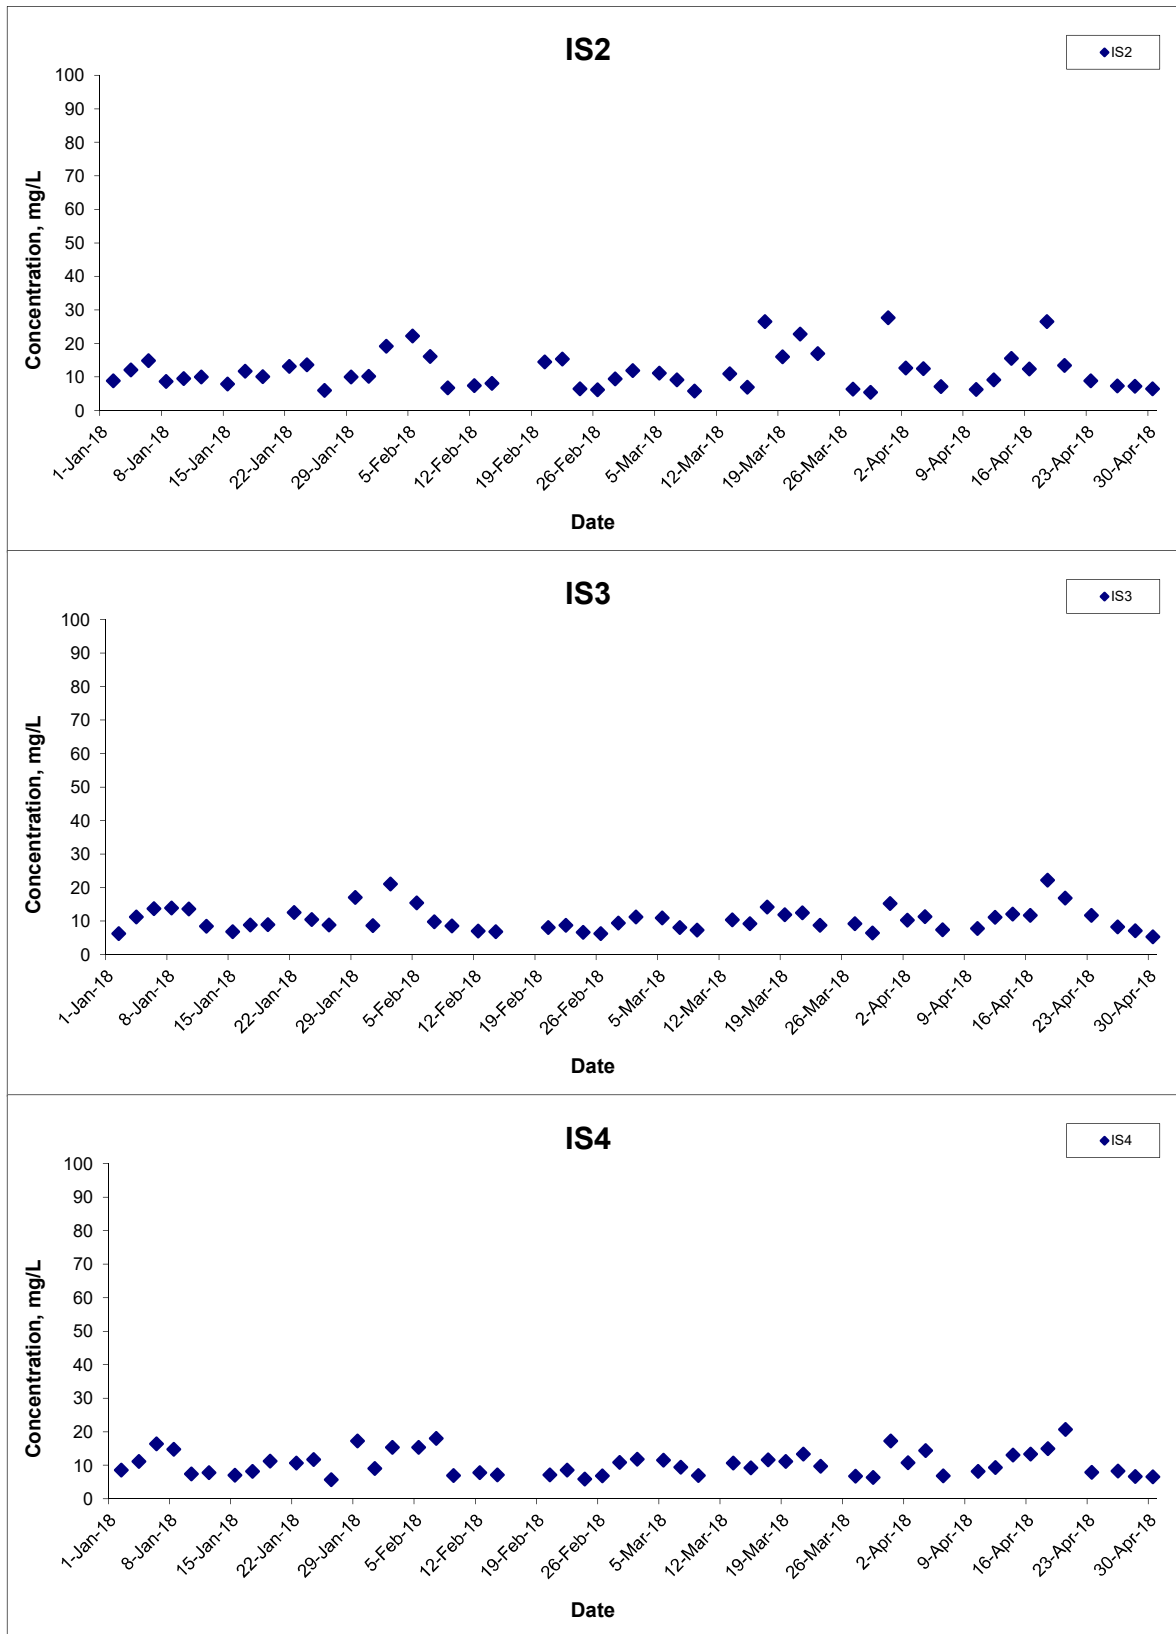 IS2
IS2
Concentration, mg/L
100
90
80
70
60
50
40
30
20
10
0
1-Jan-18
8-Jan-18
15-Jan-18
22-Jan-18
29-Jan-18
5-Feb-18
12-Feb-18
19-Feb-18
26-Feb-18
5-Mar-18
12-Mar-18
19-Mar-18
26-Mar-18
2-Apr-18
9-Apr-18
16-Apr-18
23-Apr-18
30-Apr-18
Date
IS3
IS3
Concentration, mg/L
100
90
80
70
60
50
40
30
20
10
0
1-Jan-18
8-Jan-18
15-Jan-18
22-Jan-18
29-Jan-18
5-Feb-18
12-Feb-18
19-Feb-18
26-Feb-18
5-Mar-18
12-Mar-18
19-Mar-18
26-Mar-18
2-Apr-18
9-Apr-18
16-Apr-18
23-Apr-18
30-Apr-18
Date
IS4
IS4
Concentration, mg/L
100
90
80
70
60
50
40
30
20
10
0
1-Jan-18
8-Jan-18
15-Jan-18
22-Jan-18
29-Jan-18
5-Feb-18
12-Feb-18
19-Feb-18
26-Feb-18
5-Mar-18
12-Mar-18
19-Mar-18
26-Mar-18
2-Apr-18
9-Apr-18
16-Apr-18
23-Apr-18
30-Apr-18
Date